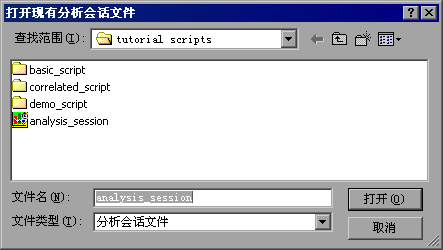 打开现有分析会话文件
查找范围(I): tutorial scripts
basic_script
correlated_script
demo_script
analysis_session
文件名(N): analysis_session 打开(O)
文件类型(T): 分析会话文件 取消